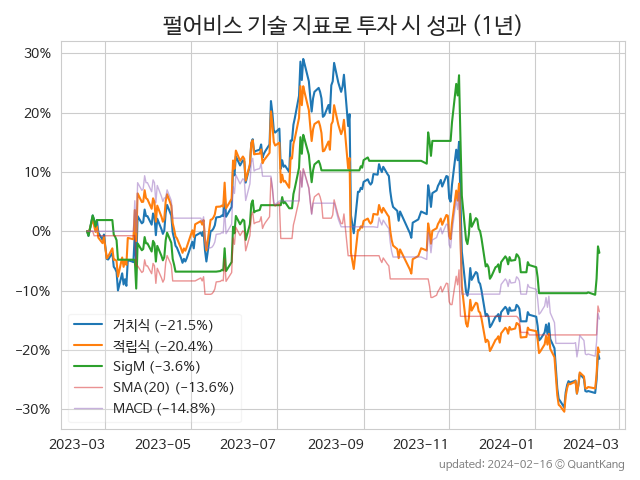 펄어비스 기술 지표로 투자 시 성과 (1년)
30%
20%
10%
0%
−10%
−20%
−30%
거치식 (−21.5%)
적립식 (−20.4%)
SigM (−3.6%)
SMA(20) (−13.6%)
MACD (−14.8%)
2023-03 2023-05 2023-07 2023-09 2023-11 2024-01 2024-03
updated: 2024-02-16 ⓒ QuantKang